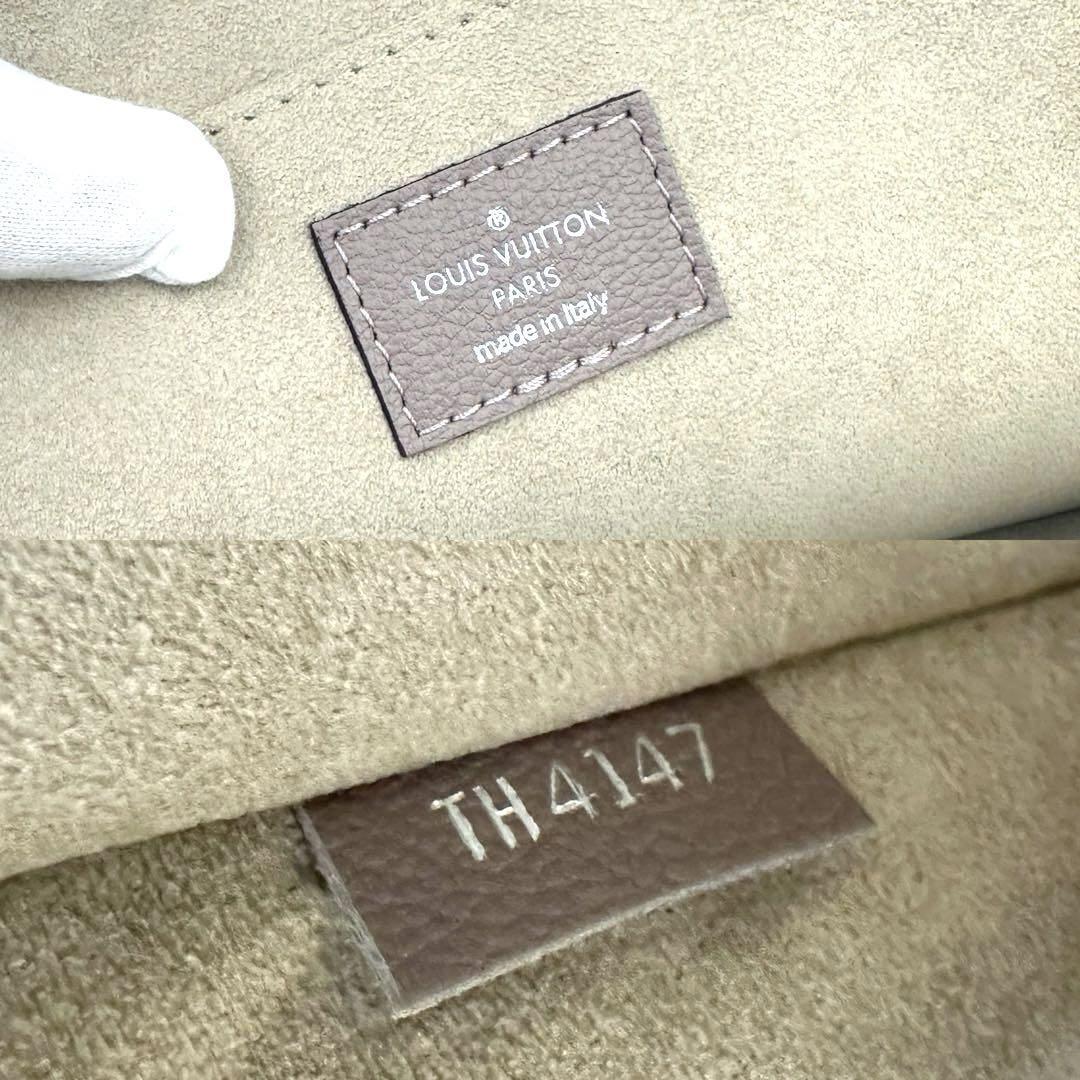 ®
LOUIS VUITTON
PARIS
made in Italy
TH4147